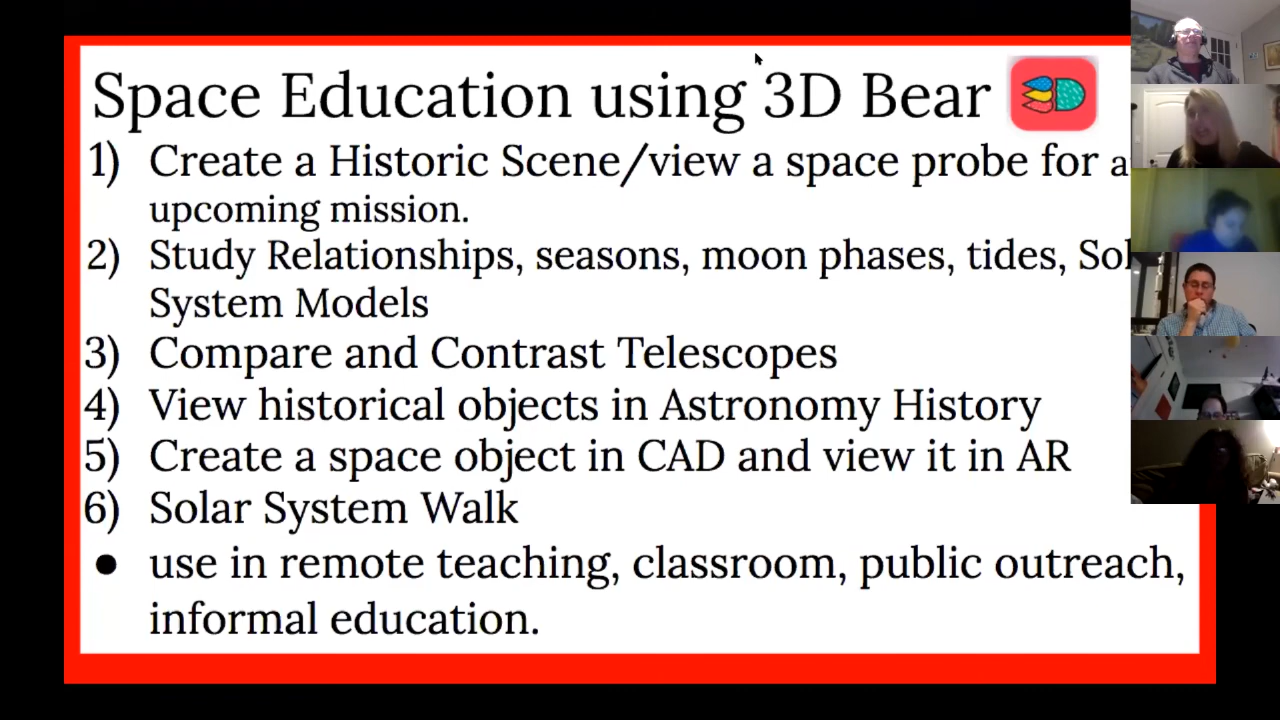 Space Education using 3D Bear
1) Create a Historic Scene/view a space probe for
upcoming mission.
2) Study Relationships, seasons, moon phases, tides,
System Models
3) Compare and Contrast Telescopes
4) View historical objects in Astronomy History
5) Create a space object in CAD and view it in AR
6) Solar System Walk
● use in remote teaching, classroom, public outreach,
informal education.